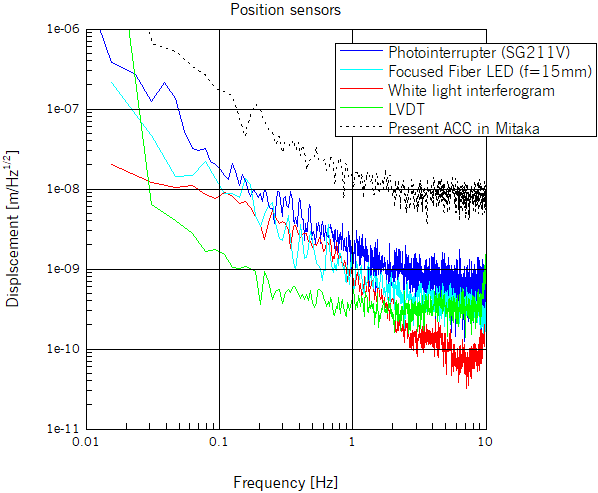 Position sensors
1e-06
1e-07
1e-08
1e-09
1e-10
1e-11
Displscement [m/Hz^1/2]
Photointerrupter (SG211V)
Focused Fiber LED (f=15mm)
White light interferogram
LVDT
Present ACC in Mitaka
0.01 0.1 1 10
Frequency [Hz]